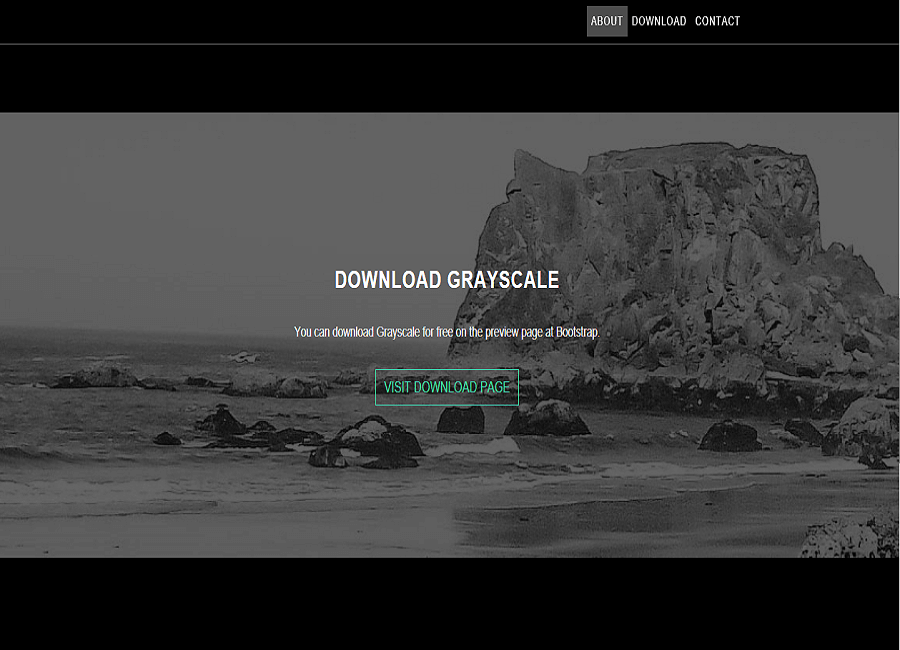 ABOUT DOWNLOAD CONTACT
DOWNLOAD GRAYSCALE
You can download Grayscale for free on the preview page at Bootstrap.
VISIT DOWNLOAD PAGE